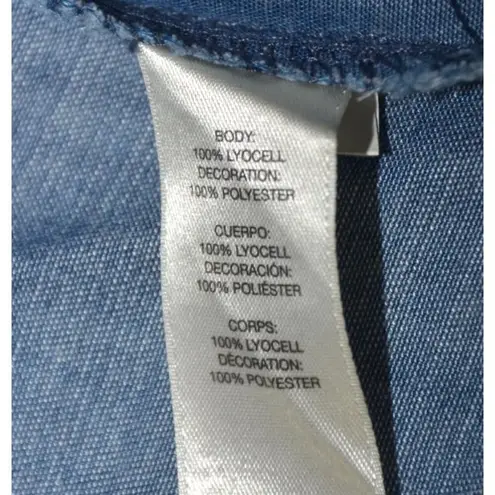 BODY:
100% LYOCELL
DECORATION:
100% POLYESTER
CUERPO:
100% LYOCELL
DECORACIÓN:
100% POLIÉSTER
CORPS:
100% LYOCELL
DÉCORATION:
100% POLYESTER